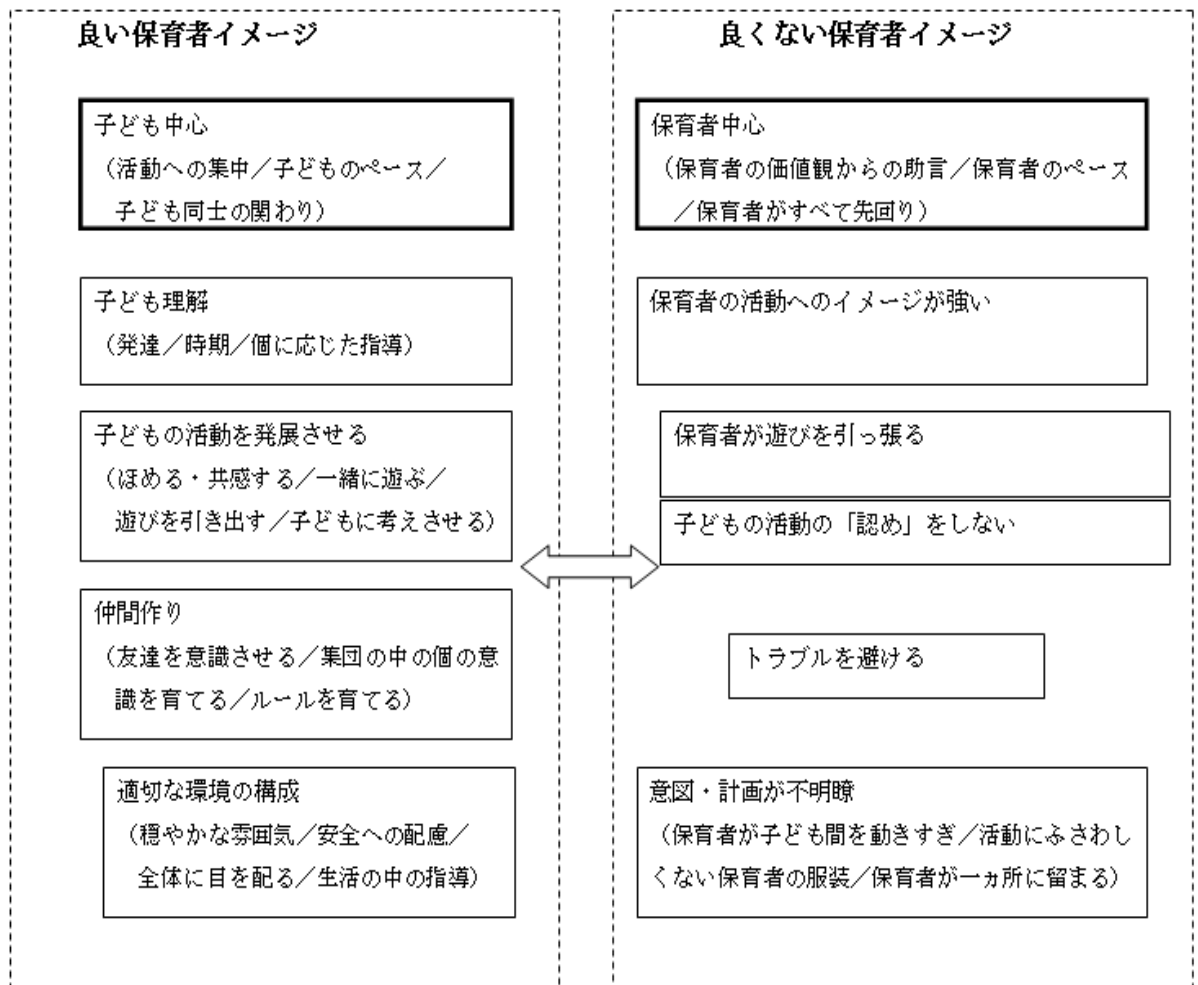 良い保育者イメージ
子ども中心
（活動への集中／子どものペース／
子ども同士の関わり）
子ども理解
（発達／時期／個に応じた指導）
子どもの活動を発展させる
（ほめる・共感する／一緒に遊ぶ／
遊びを引き出す／子どもに考えさせる）
仲間作り
（友達を意識させる／集団の中の個の意
識を育てる／ルールを育てる）
適切な環境の構成
（穏やかな雰囲気／安全への配慮／
全体に目を配る／生活の中の指導）
良くない保育者イメージ
保育者中心
（保育者の価値観からの助言／保育者のペース
／保育者がすべて先回り）
保育者の活動へのイメージが強い
保育者が遊びを引っ張る
子どもの活動の「認め」をしない
トラブルを避ける
意図・計画が不明瞭
（保育者が子ども間を動きすぎ／活動にふさわし
くない保育者の服装／保育者が一ヵ所に留まる）